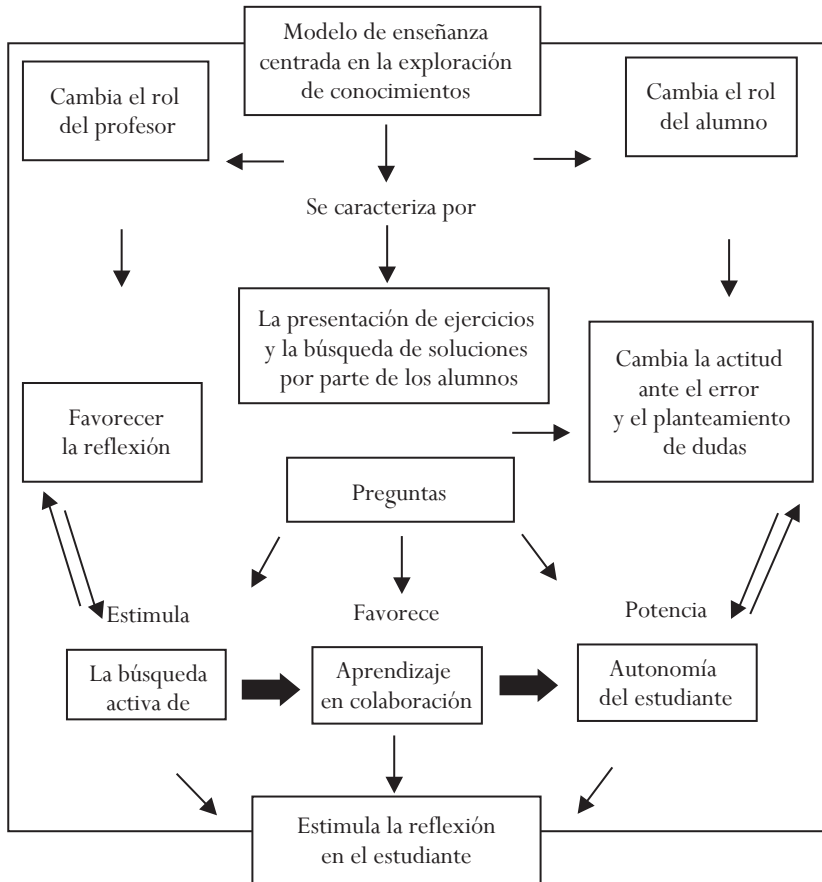 Modelo de enseñanza
centrada en la exploración
de conocimientos
Cambia el rol
del profesor
Cambia el rol
del alumno
Se caracteriza por
La presentación de ejercicios
y la búsqueda de soluciones
por parte de los alumnos
Cambia la actitud
ante el error
y el planteamiento
de dudas
Favorecer
la reflexión
Preguntas
Estimula
Favorece
Potencia
La búsqueda
activa de
Aprendizaje
en colaboración
Autonomía
del estudiante
Estimula la reflexión
en el estudiante